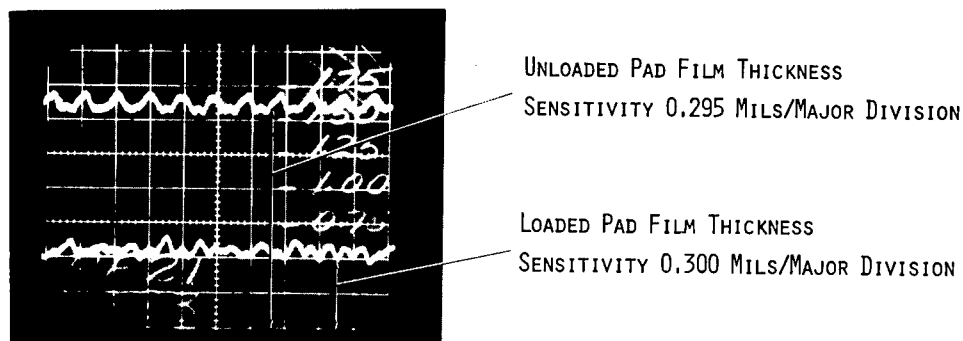 1.75
1.50
1.25
1.00
0.75
UNLOADED PAD FILM THICKNESS
SENSITIVITY 0.295 MILS/MAJOR DIVISION
LOADED PAD FILM THICKNESS
SENSITIVITY 0.300 MILS/MAJOR DIVISION